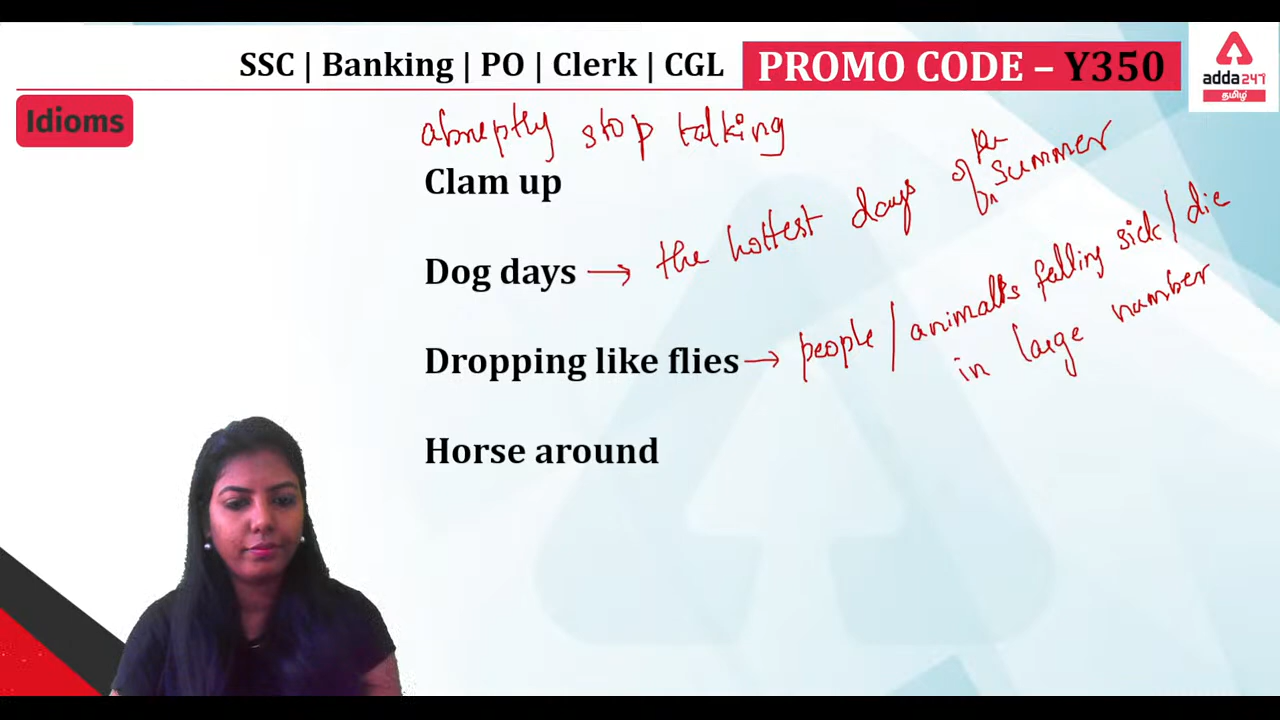 SSC | Banking | PO | Clerk | CGL PROMO CODE – Y350
adda247
தமிழ்
Idioms
abruptly stop talking
Clam up
Dog days → the hottest days of summer
Dropping like flies → people / animals falling sick / die
in large number
Horse around